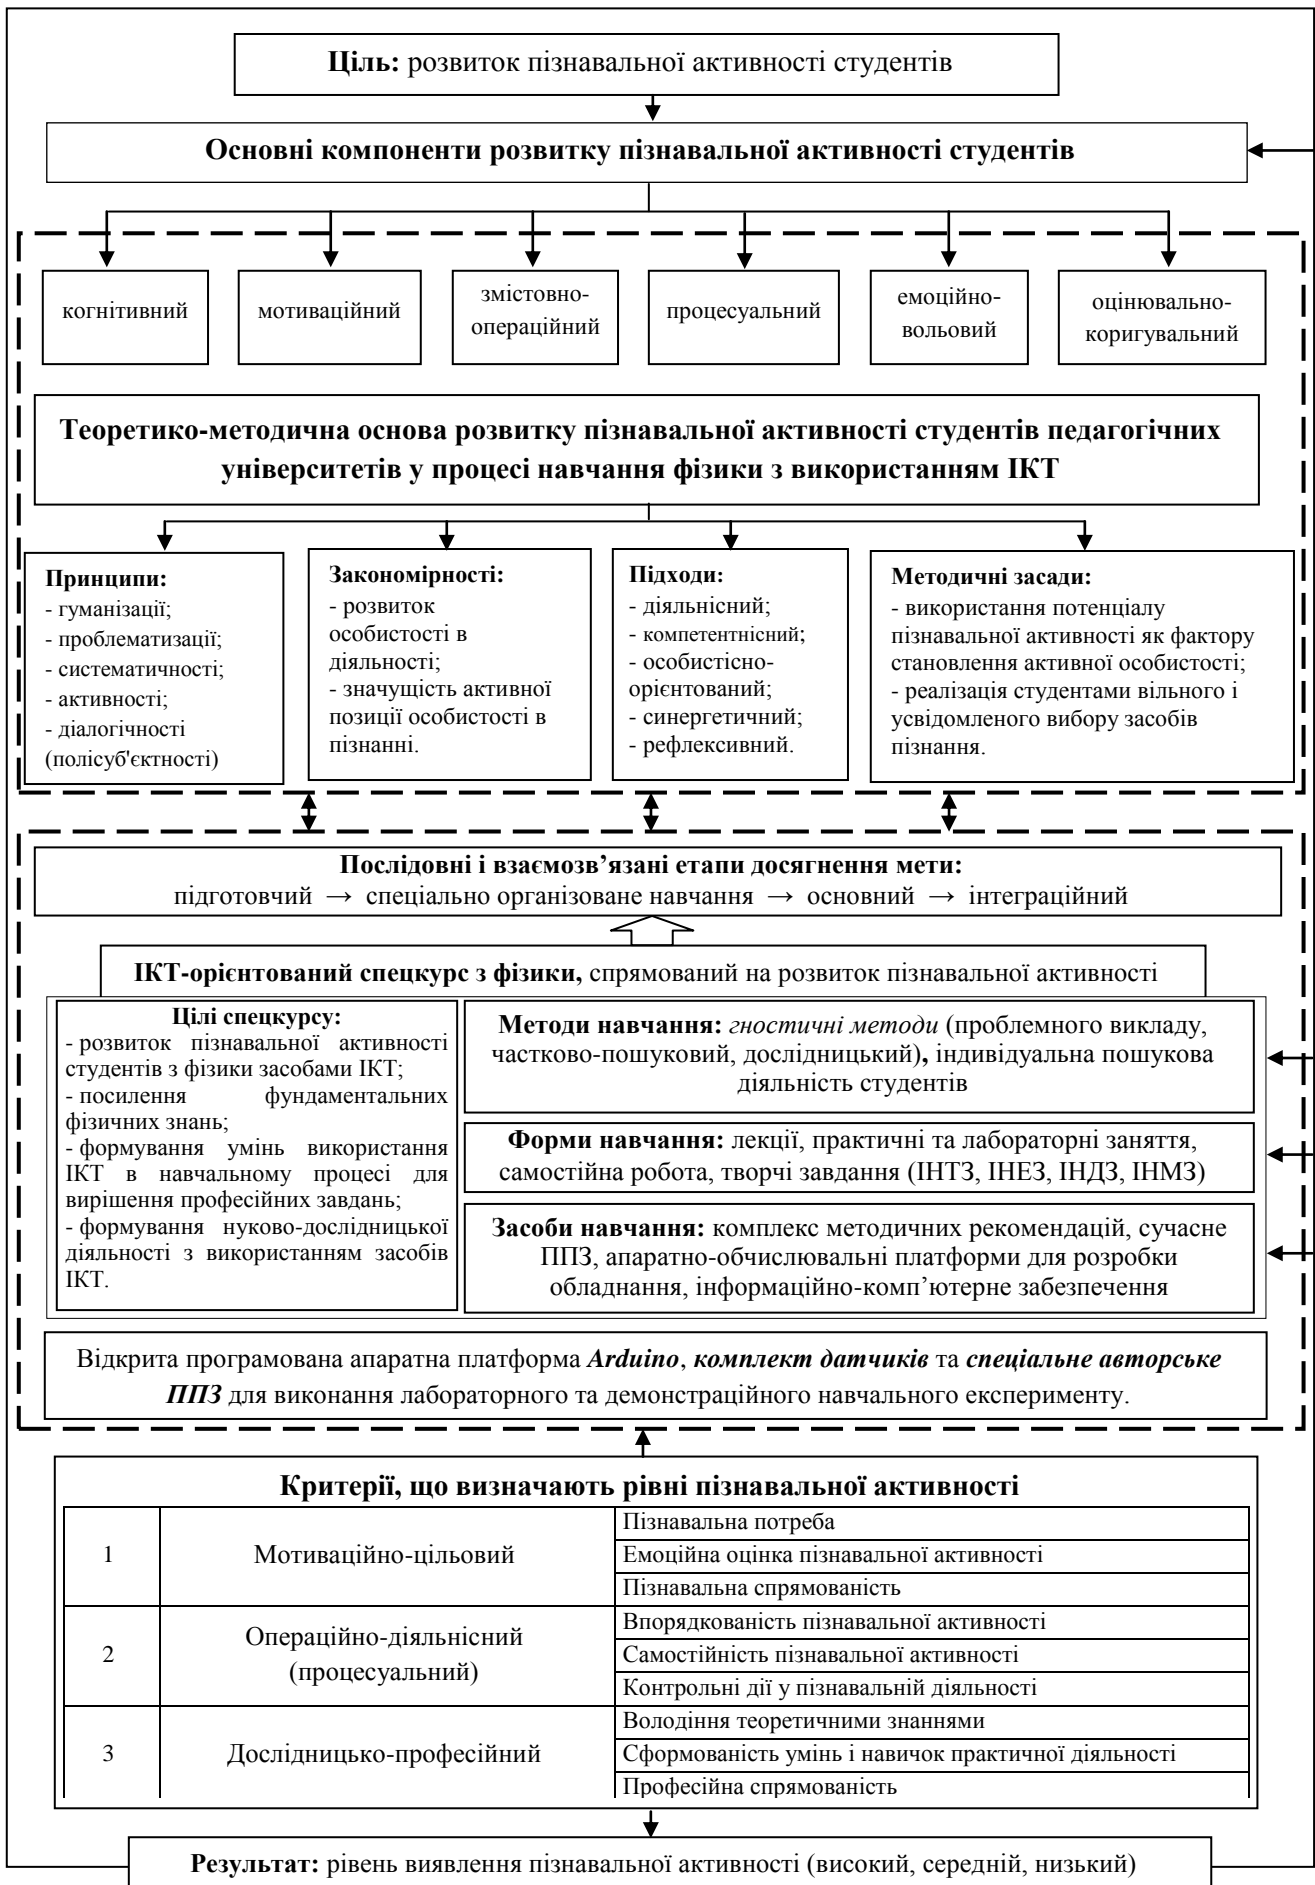 Ціль: розвиток пізнавальної активності студентів
Основні компоненти розвитку пізнавальної активності студентів
когнітивний
мотиваційний
змістовно-
операційний
процесуальний
емоційно-
вольовий
оцінювально-
коригувальний
Теоретико-методична основа розвитку пізнавальної активності студентів педагогічних
університетів у процесі навчання фізики з використанням ІКТ
Принципи:
- гуманізації;
- проблематизації;
- систематичності;
- активності;
- діалогічності
(полісуб'єктності)
Закономірності:
- розвиток
особистості в
діяльності;
- значущість активної
позиції особистості в
пізнанні.
Підходи:
- діяльнісний;
- компетентнісний;
- особистісно-
орієнтований;
- синергетичний;
- рефлексивний.
Методичні засади:
- використання потенціалу
пізнавальної активності як фактору
становлення активної особистості;
- реалізація студентами вільного і
усвідомленого вибору засобів
пізнання.
Послідовні і взаємозв’язані етапи досягнення мети:
підготовчий → спеціально організоване навчання → основний → інтеграційний
ІКТ-орієнтований спецкурс з фізики, спрямований на розвиток пізнавальної активності
Цілі спецкурсу:
- розвиток пізнавальної активності
студентів з фізики засобами ІКТ;
- посилення фундаментальних
фізичних знань;
- формування умінь використання
ІКТ в навчальному процесі для
вирішення професійних завдань;
- формування нуково-дослідницької
діяльності з використанням засобів
ІКТ.
Методи навчання: гностичні методи (проблемного викладу,
частково-пошуковий, дослідницький), індивідуальна пошукова
діяльність студентів
Форми навчання: лекції, практичні та лабораторні заняття,
самостійна робота, творчі завдання (ІНТЗ, ІНЕЗ, ІНДЗ, ІНМЗ)
Засоби навчання: комплекс методичних рекомендацій, сучасне
ППЗ, апаратно-обчислювальні платформи для розробки
обладнання, інформаційно-комп’ютерне забезпечення
Відкрита програмована апаратна платформа Arduino, комплект датчиків та спеціальне авторське
ППЗ для виконання лабораторного та демонстраційного навчального експерименту.
Критерії, що визначають рівні пізнавальної активності
1
Мотиваційно-цільовий
Пізнавальна потреба
Емоційна оцінка пізнавальної активності
Пізнавальна спрямованість
2
Операційно-діяльнісний
(процесуальний)
Впорядкованість пізнавальної активності
Самостійність пізнавальної активності
Контрольні дії у пізнавальній діяльності
3
Дослідницько-професійний
Володіння теоретичними знаннями
Сформованість умінь і навичок практичної діяльності
Професійна спрямованість
Результат: рівень виявлення пізнавальної активності (високий, середній, низький)